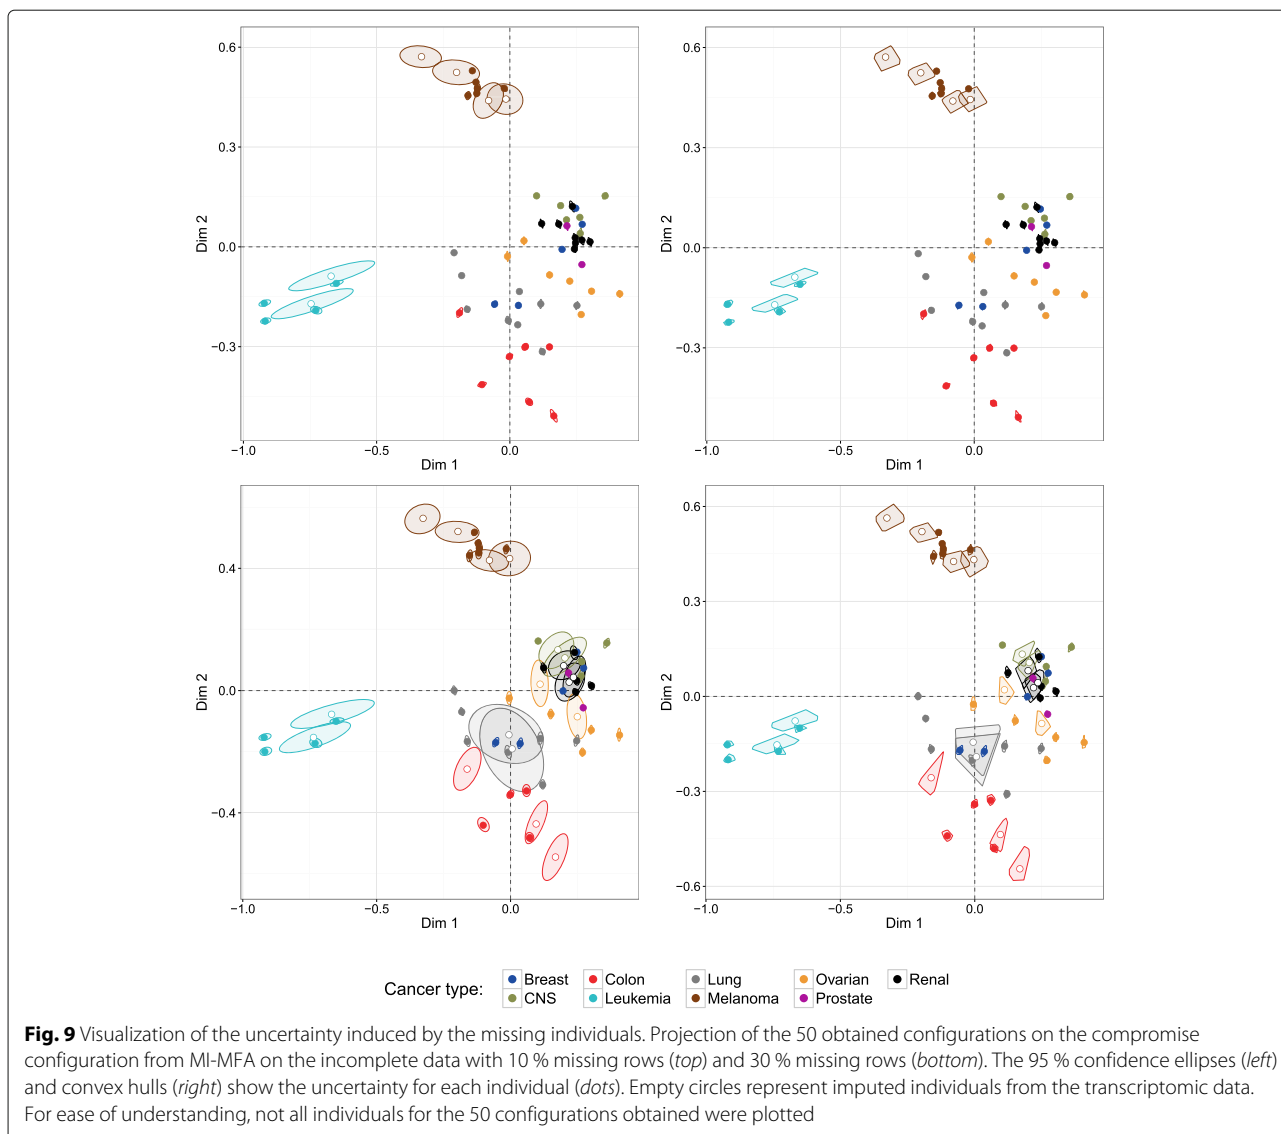 0.6
0.3
0.0
−0.3
Dim 2
−1.0
−0.5
0.0
Dim 1
0.6
0.3
0.0
−0.3
Dim 2
−1.0
−0.5
0.0
Dim 1
0.4
0.0
−0.4
Dim 2
−1.0
−0.5
0.0
Dim 1
0.6
0.3
0.0
−0.3
−0.6
Dim 2
−1.0
−0.5
0.0
Dim 1
Cancer type:
Breast Colon Lung Ovarian Renal
CNS Leukemia Melanoma Prostate
Fig. 9 Visualization of the uncertainty induced by the missing individuals. Projection of the 50 obtained configurations on the compromise
configuration from MI-MFA on the incomplete data with 10 % missing rows (top) and 30 % missing rows (bottom). The 95 % confidence ellipses (left)
and convex hulls (right) show the uncertainty for each individual (dots). Empty circles represent imputed individuals from the transcriptomic data.
For ease of understanding, not all individuals for the 50 configurations obtained were plotted